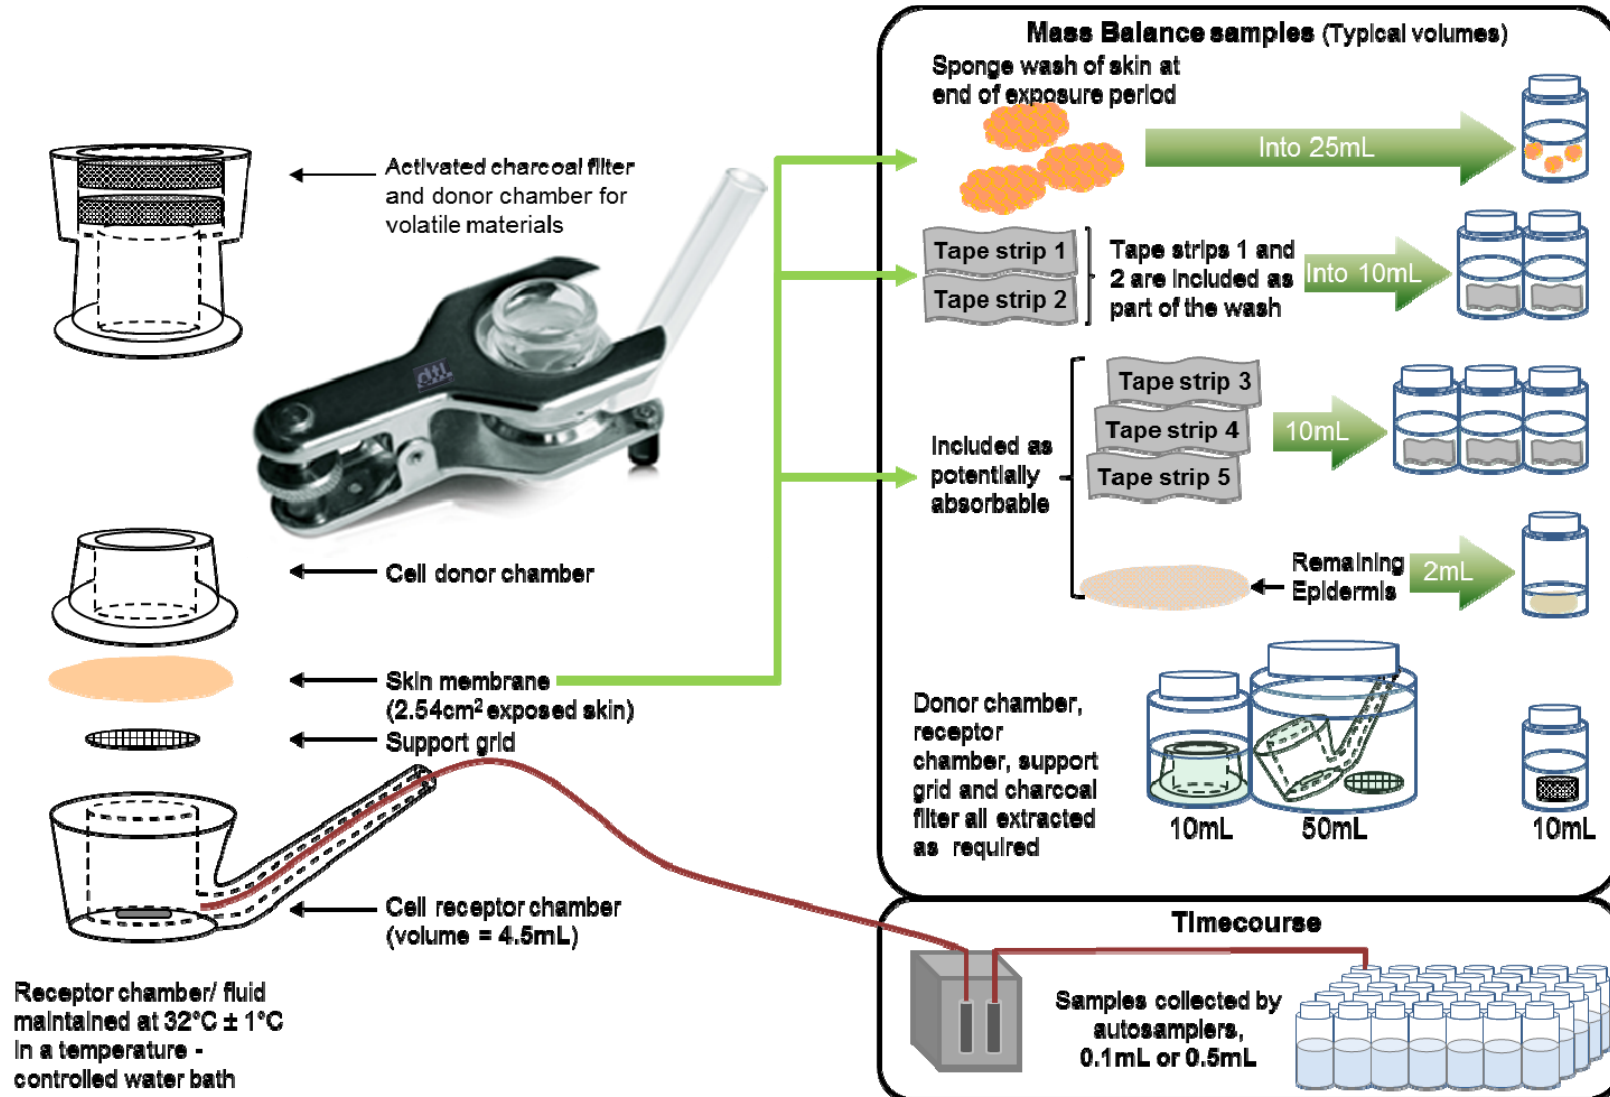 Mass Balance samples (Typical volumes)
Sponge wash of skin at
end of exposure period
Into 25mL
Activated charcoal filter
and donor chamber for
volatile materials
Tape strip 1
Tape strip 2
Tape strips 1 and
2 are included as
part of the wash
Into 10mL
dtl
Included as
potentially
absorbable
Tape strip 3
Tape strip 4
Tape strip 5
10mL
Remaining
Epidermis
2mL
Cell donor chamber
Skin membrane
(2.54cm² exposed skin)
Support grid
Donor chamber,
receptor
chamber, support
grid and charcoal
filter all extracted
as required
10mL
50mL
10mL
Cell receptor chamber
(volume = 4.5mL)
Receptor chamber/ fluid
maintained at 32°C ± 1°C
in a temperature -
controlled water bath
Timecourse
Samples collected by
autosamplers,
0.1mL or 0.5mL